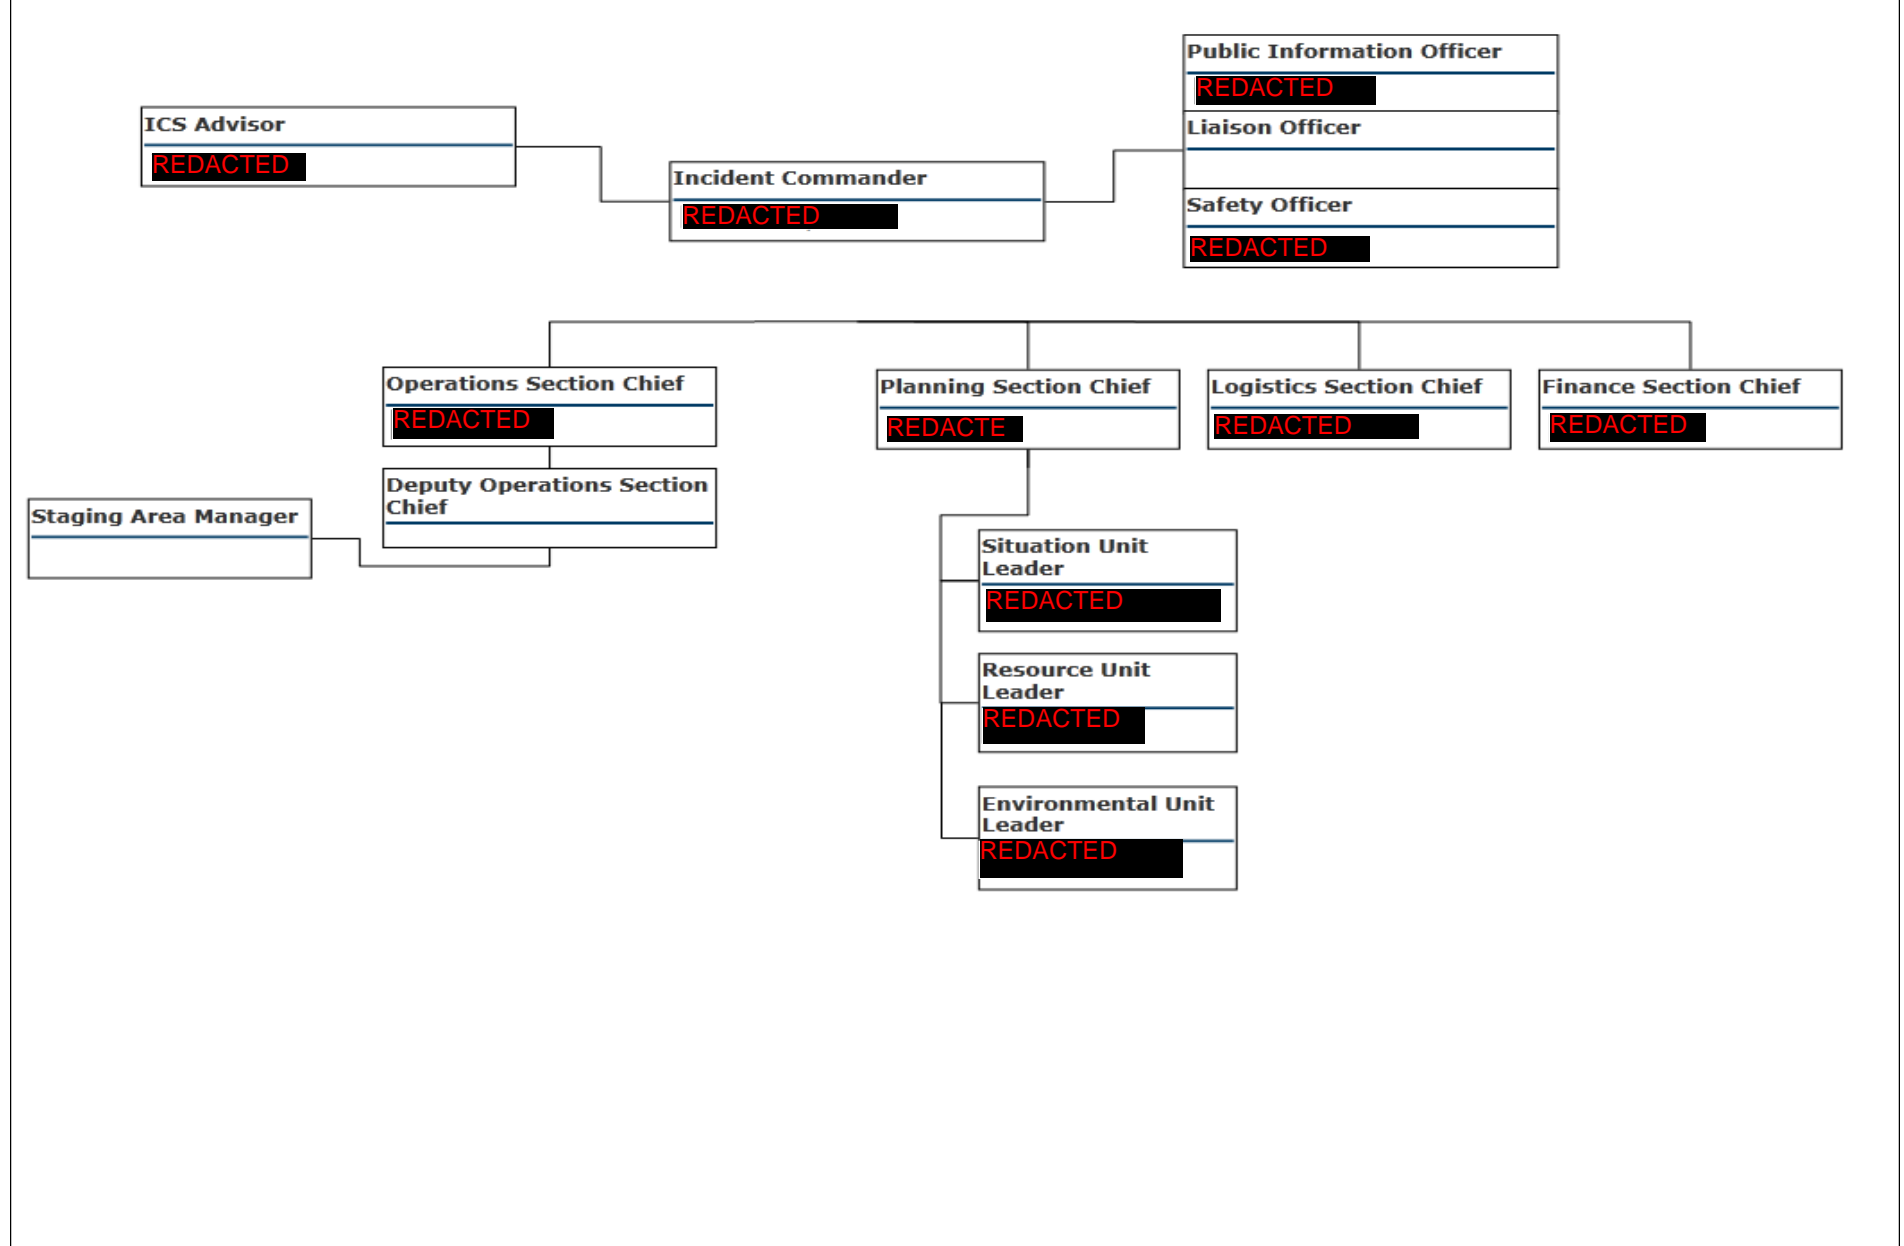 Public Information Officer
REDACTED
ICS Advisor
REDACTED
Liaison Officer
Incident Commander
REDACTED
Safety Officer
REDACTED
Operations Section Chief
REDACTED
Planning Section Chief
REDACTE
Logistics Section Chief
REDACTED
Finance Section Chief
REDACTED
Deputy Operations Section
Chief
Staging Area Manager
Situation Unit
Leader
REDACTED
Resource Unit
Leader
REDACTED
Environmental Unit
Leader
REDACTED